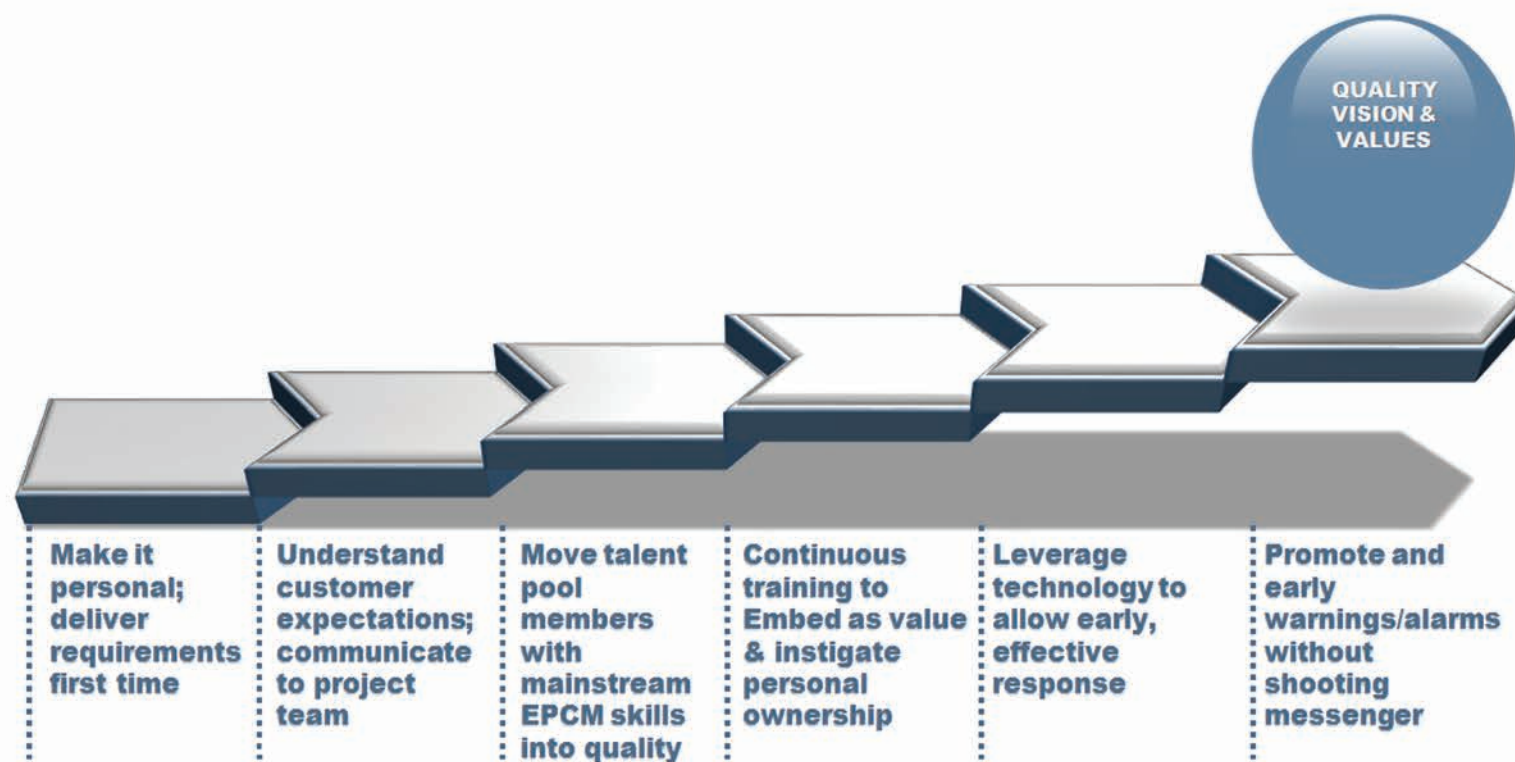 QUALITY
VISION &
VALUES
Make it
personal;
deliver
requirements
first time
Understand
customer
expectations;
communicate
to project
team
Move talent
pool
members
with
mainstream
EPCM skills
into quality
Continuous
training to
Embed as value
& instigate
personal
ownership
Leverage
technology to
allow early,
effective
response
Promote and
early
warnings/alarms
without
shooting
messenger